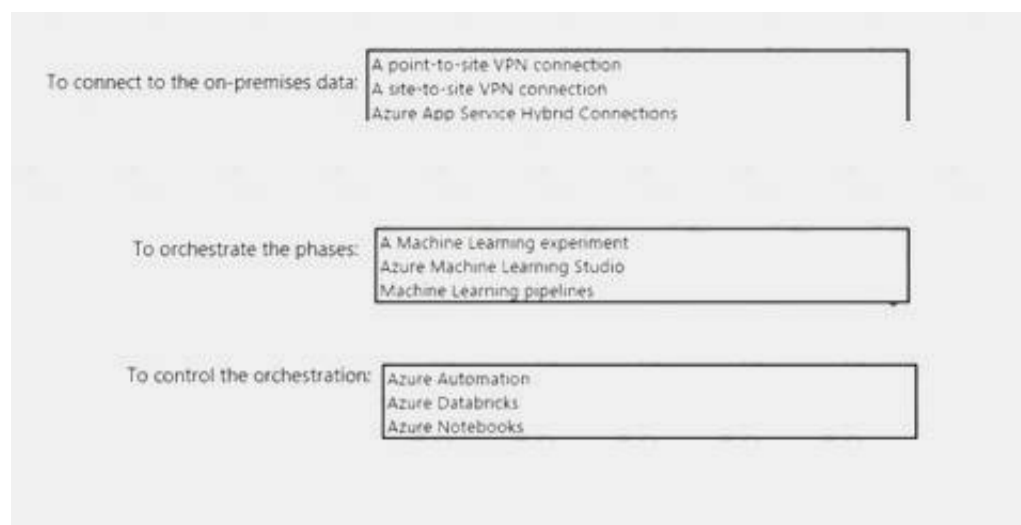 To connect to the on-premises data:
A point-to-site VPN connection
A site-to-site VPN connection
Azure App Service Hybrid Connections
To orchestrate the phases:
A Machine Learning experiment
Azure Machine Learning Studio
Machine Learning pipelines
To control the orchestration:
Azure Automation
Azure Databricks
Azure Notebooks